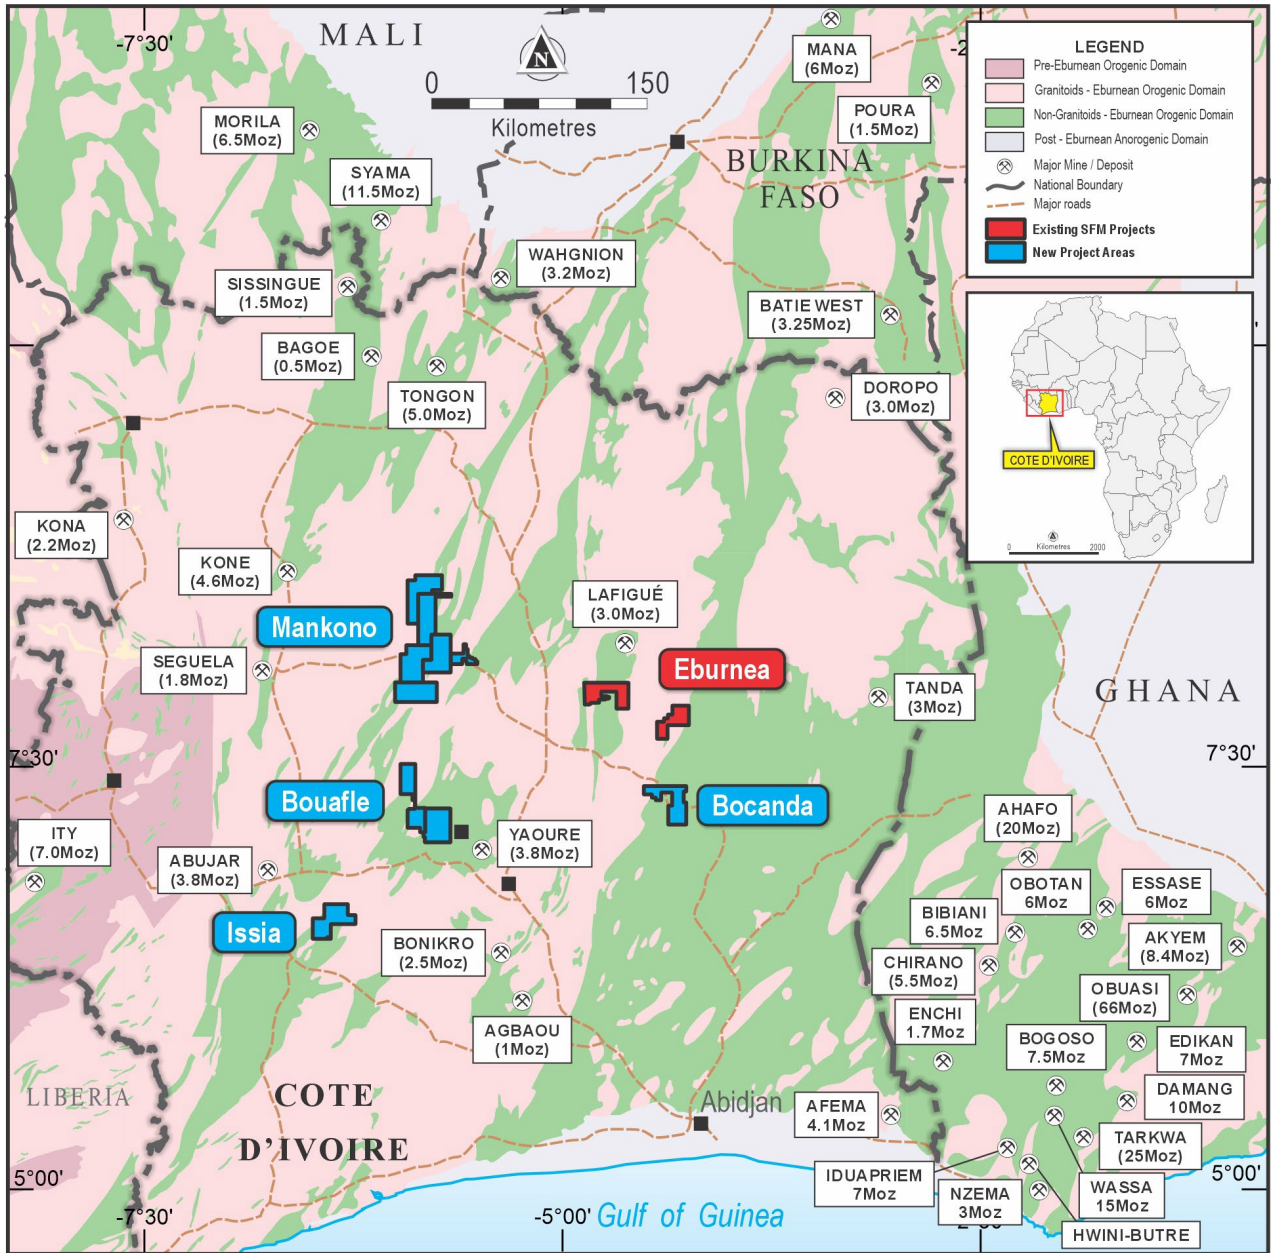 -7°30'
MALI
N
0 150
Kilometres
MANA
(6Moz)
POURA
(1.5Moz)
LEGEND
Pre-Eburnean Orogenic Domain
Granitoids - Eburnean Orogenic Domain
Non-Granitoids - Eburnean Orogenic Domain
Post - Eburnean Anorogenic Domain
Major Mine / Deposit
National Boundary
Major roads
Existing SFM Projects
New Project Areas
MORILA
(6.5Moz)
SYAMA
(11.5Moz)
BURKINA
FASO
WAHGNION
(3.2Moz)
SISSINGUE
(1.5Moz)
BATIE WEST
(3.25Moz)
BAGOE
(0.5Moz)
TONGON
(5.0Moz)
DOROPO
(3.0Moz)
COTE D'IVOIRE
Kilometres
0 2000
KONA
(2.2Moz)
KONE
(4.6Moz)
LAFIGUÉ
(3.0Moz)
Mankono
SEGUELA
(1.8Moz)
Eburnea
TANDA
(3Moz)
GHANA
7°30'
7°30'
Bouafle
Bocanda
ITY
(7.0Moz)
ABUJAR
(3.8Moz)
YAOURE
(3.8Moz)
AHAFO
(20Moz)
OBOTAN
6Moz
ESSASE
6Moz
Issia
BIBIANI
6.5Moz
BONIKRO
(2.5Moz)
AKYEM
(8.4Moz)
CHIRANO
(5.5Moz)
OBUASI
(66Moz)
AGBAOU
(1Moz)
ENCHI
1.7Moz
BOGOSO
7.5Moz
EDIKAN
7Moz
LIBERIA
COTE
D'IVOIRE
Abidjan
AFEMA
4.1Moz
DAMANG
10Moz
TARKWA
(25Moz)
IDUAPRIEM
7Moz
NZEMA
3Moz
WASSA
15Moz
HWINI-BUTRE
5°00'
5°00'
-7°30'
-5°00'
Gulf of Guinea